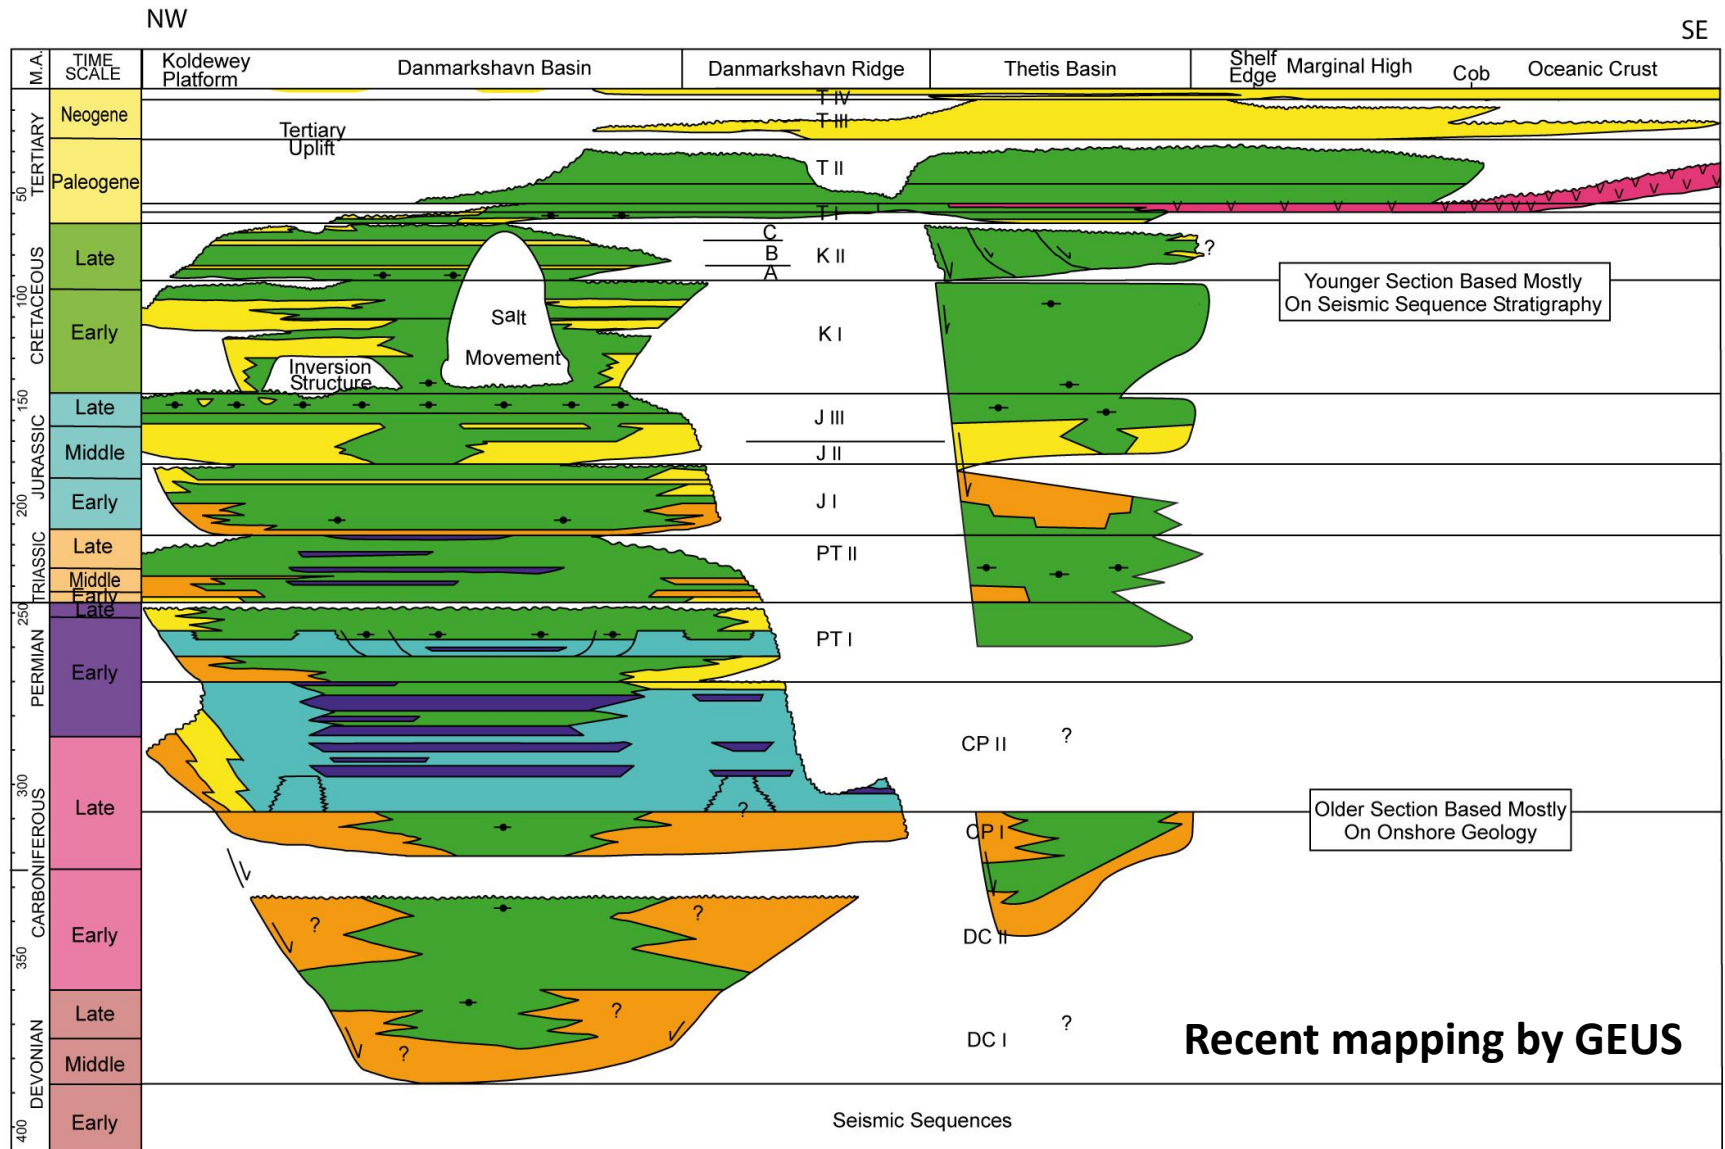 NW
SE
M.A.
TIME
SCALE
Koldewey
Platform
Danmarkshavn Basin
Danmarkshavn Ridge
Thetis Basin
Shelf
Edge
Marginal High
Cob
Oceanic Crust
TERTIARY
Neogene
Paleogene
50
Tertiary
Uplift
T IV
T III
T II
T I
v v v v v v v v v v v v v v v v v v
CRETACEOUS
Late
Early
100
C
B
A
K II
?
Younger Section Based Mostly
On Seismic Sequence Stratigraphy
Salt
Movement
K I
Inversion
Structure
150
JURASSIC
Late
Middle
Early
200
J III
J II
J I
TRIASSIC
Late
Middle
Early
PT II
250
PERMIAN
Late
Early
PT I
CP II
?
300
CARBONIFEROUS
Late
Early
?
CP I
Older Section Based Mostly
On Onshore Geology
?
?
DC II
350
DEVONIAN
Late
Middle
Early
?
?
?
DC I
Recent mapping by GEUS
400
Seismic Sequences